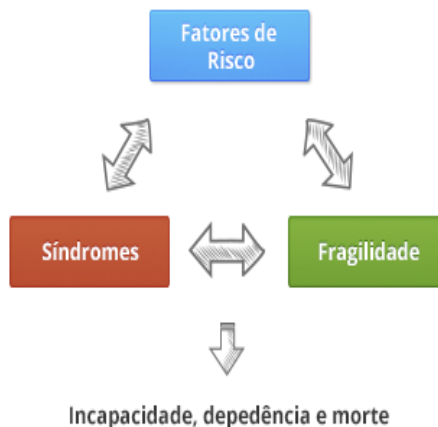 Fatores de
Risco
Síndromes
Fragilidade
Incapacidade, depedência e morte